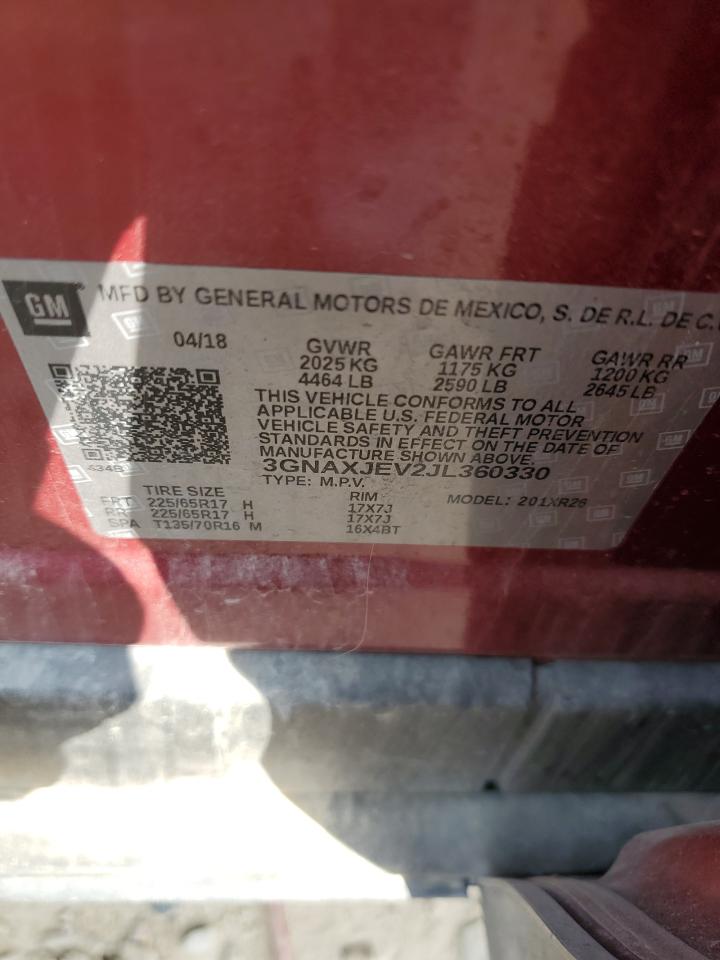 GM
MFD BY GENERAL MOTORS DE MEXICO, S. DE R.L. DE C.V
04/18
GVWR
2025 KG
4464 LB
GAWR FRT
1175 KG
2590 LB
GAWR RR
1200 KG
2645 LB
THIS VEHICLE CONFORMS TO ALL
APPLICABLE U.S. FEDERAL MOTOR
VEHICLE SAFETY AND THEFT PREVENTION
STANDARDS IN EFFECT ON THE DATE OF
MANUFACTURE SHOWN ABOVE.
3GNAXJEV2JL360330
TYPE: M.P.V.
MODEL: 201XR26
TIRE SIZE RIM
FRT 225/65R17 H 17X7J
RR 225/65R17 H 17X7J
SPA T135/70R16 M 16X4BT